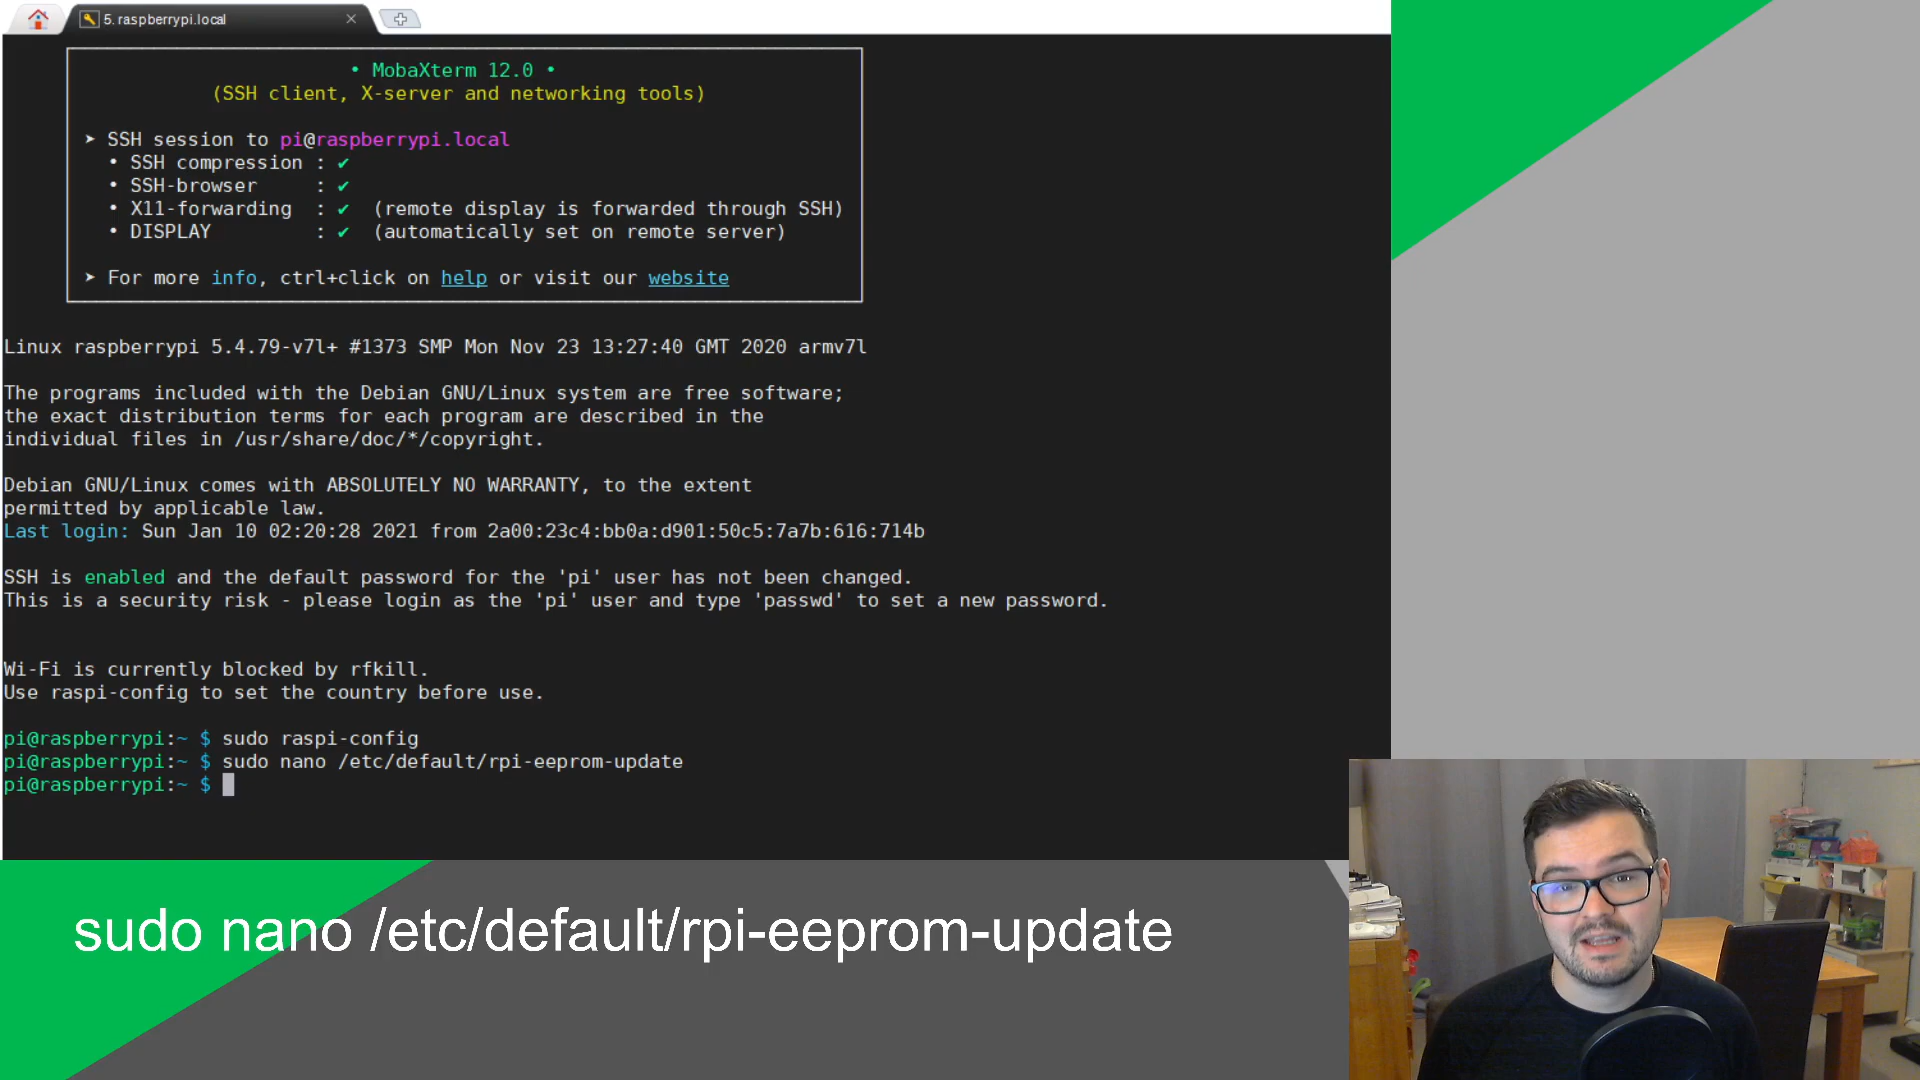 5. raspberrypi.local
• MobaXterm 12.0 •
(SSH client, X-server and networking tools)
➤ SSH session to pi@raspberrypi.local
• SSH compression : ✔
• SSH-browser     : ✔
• X11-forwarding  : ✔  (remote display is forwarded through SSH)
• DISPLAY         : ✔  (automatically set on remote server)
➤ For more info, ctrl+click on help or visit our website
Linux raspberrypi 5.4.79-v7l+ #1373 SMP Mon Nov 23 13:27:40 GMT 2020 armv7l
The programs included with the Debian GNU/Linux system are free software;
the exact distribution terms for each program are described in the
individual files in /usr/share/doc/*/copyright.
Debian GNU/Linux comes with ABSOLUTELY NO WARRANTY, to the extent
permitted by applicable law.
Last login: Sun Jan 10 02:20:28 2021 from 2a00:23c4:bb0a:d901:50c5:7a7b:616:714b
SSH is enabled and the default password for the 'pi' user has not been changed.
This is a security risk - please login as the 'pi' user and type 'passwd' to set a new password.
Wi-Fi is currently blocked by rfkill.
Use raspi-config to set the country before use.
pi@raspberrypi:~ $ sudo raspi-config
pi@raspberrypi:~ $ sudo nano /etc/default/rpi-eeprom-update
pi@raspberrypi:~ $
sudo nano /etc/default/rpi-eeprom-update